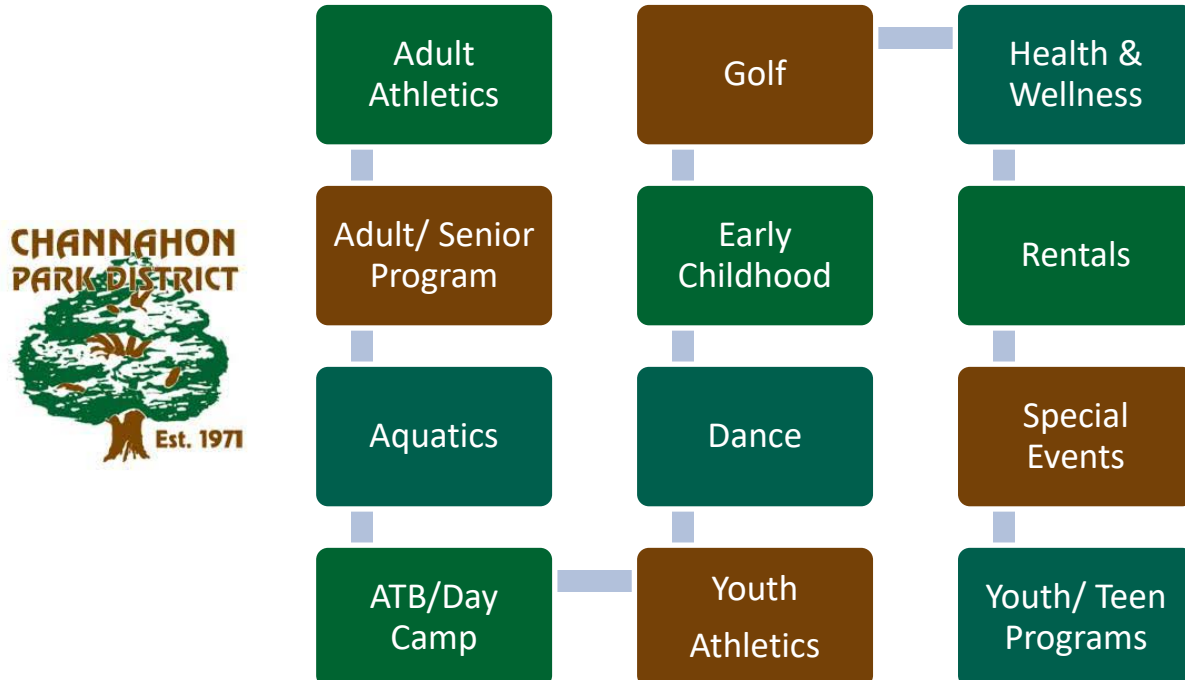 CHANNAHON
PARK DISTRICT
Est. 1971
Adult
Athletics
Adult/ Senior
Program
Aquatics
ATB/Day
Camp
Youth
Athletics
Dance
Early
Childhood
Golf
Health &
Wellness
Rentals
Special
Events
Youth/ Teen
Programs